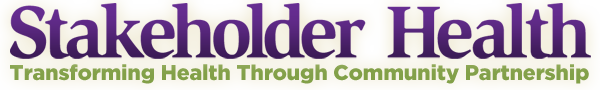 Stakeholder Health
Transforming Health Through Community Partnership